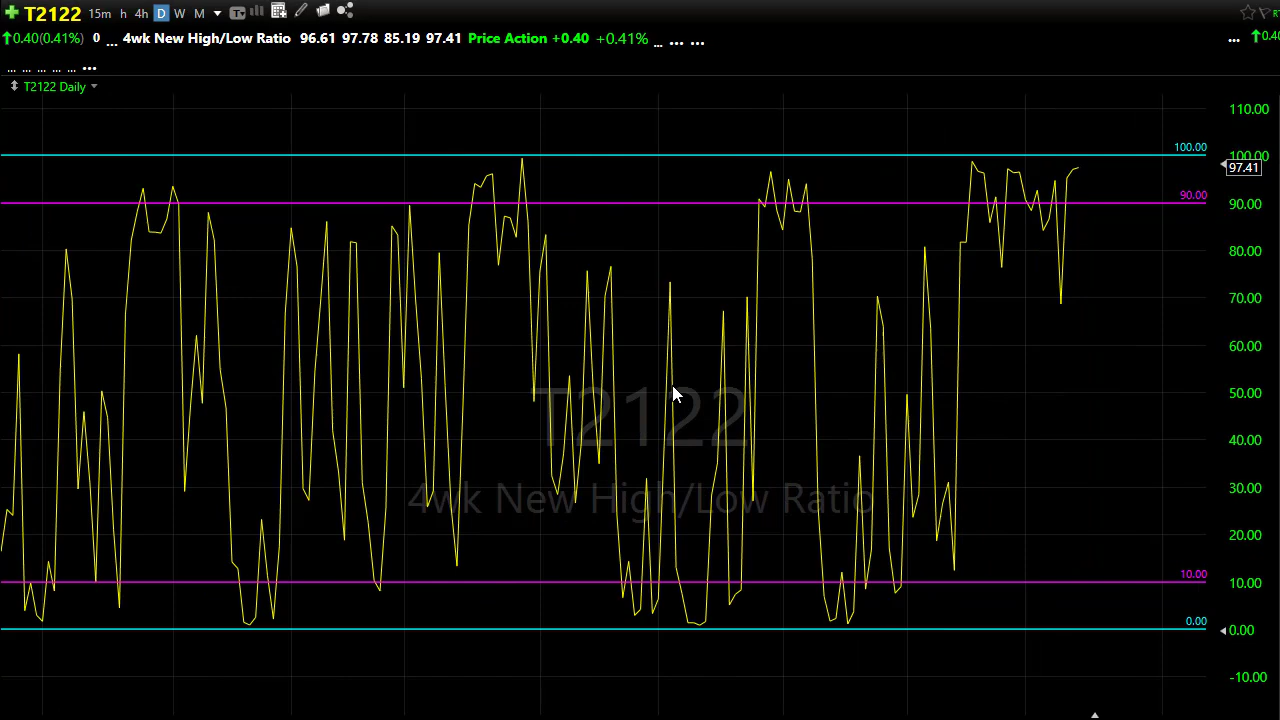 T2122 15m h 4h D W M T
0.40(0.41%) 0 ... 4wk New High/Low Ratio 96.61 97.78 85.19 97.41 Price Action +0.40 +0.41% ... ... ... ... 0.40
... ... ... ... ... ...
T2122 Daily
110.00
100.00 100.00
97.41
90.00 90.00
80.00
70.00
60.00
50.00
T2122
40.00
4wk New High/Low Ratio
30.00
20.00
10.00 10.00
0.00 0.00
-10.00